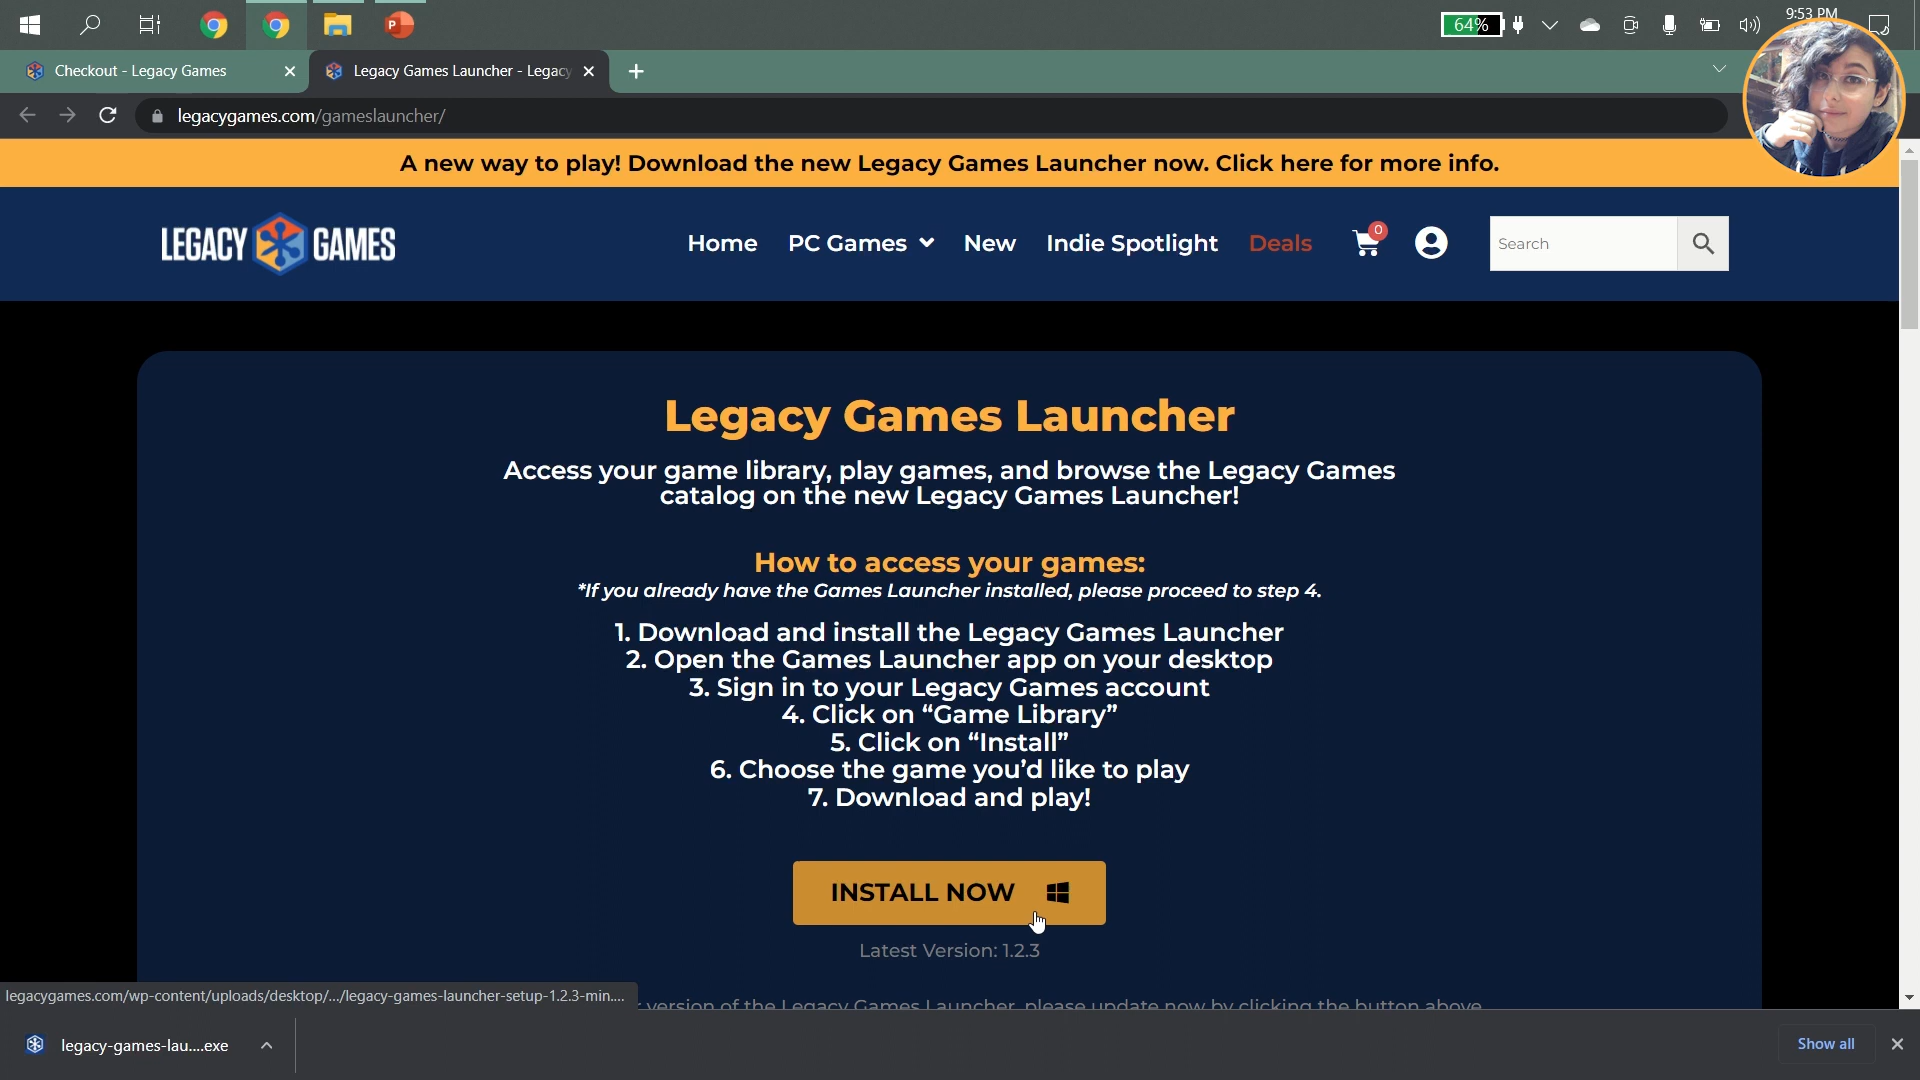 64%
9:53 PM
Checkout - Legacy Games
Legacy Games Launcher - Legacy
legacygames.com/gameslauncher/
A new way to play! Download the new Legacy Games Launcher now. Click here for more info.
LEGACY GAMES
Home
PC Games
New
Indie Spotlight
Deals
0
Search
Legacy Games Launcher
Access your game library, play games, and browse the Legacy Games
catalog on the new Legacy Games Launcher!
How to access your games:
*If you already have the Games Launcher installed, please proceed to step 4.
1. Download and install the Legacy Games Launcher
2. Open the Games Launcher app on your desktop
3. Sign in to your Legacy Games account
4. Click on “Game Library”
5. Click on “Install”
6. Choose the game you’d like to play
7. Download and play!
INSTALL NOW
Latest Version: 1.2.3
legacygames.com/wp-content/uploads/desktop/.../legacy-games-launcher-setup-1.2.3-min....
version of the Legacy Games Launcher, please update now by clicking the button above
legacy-games-lau....exe
Show all